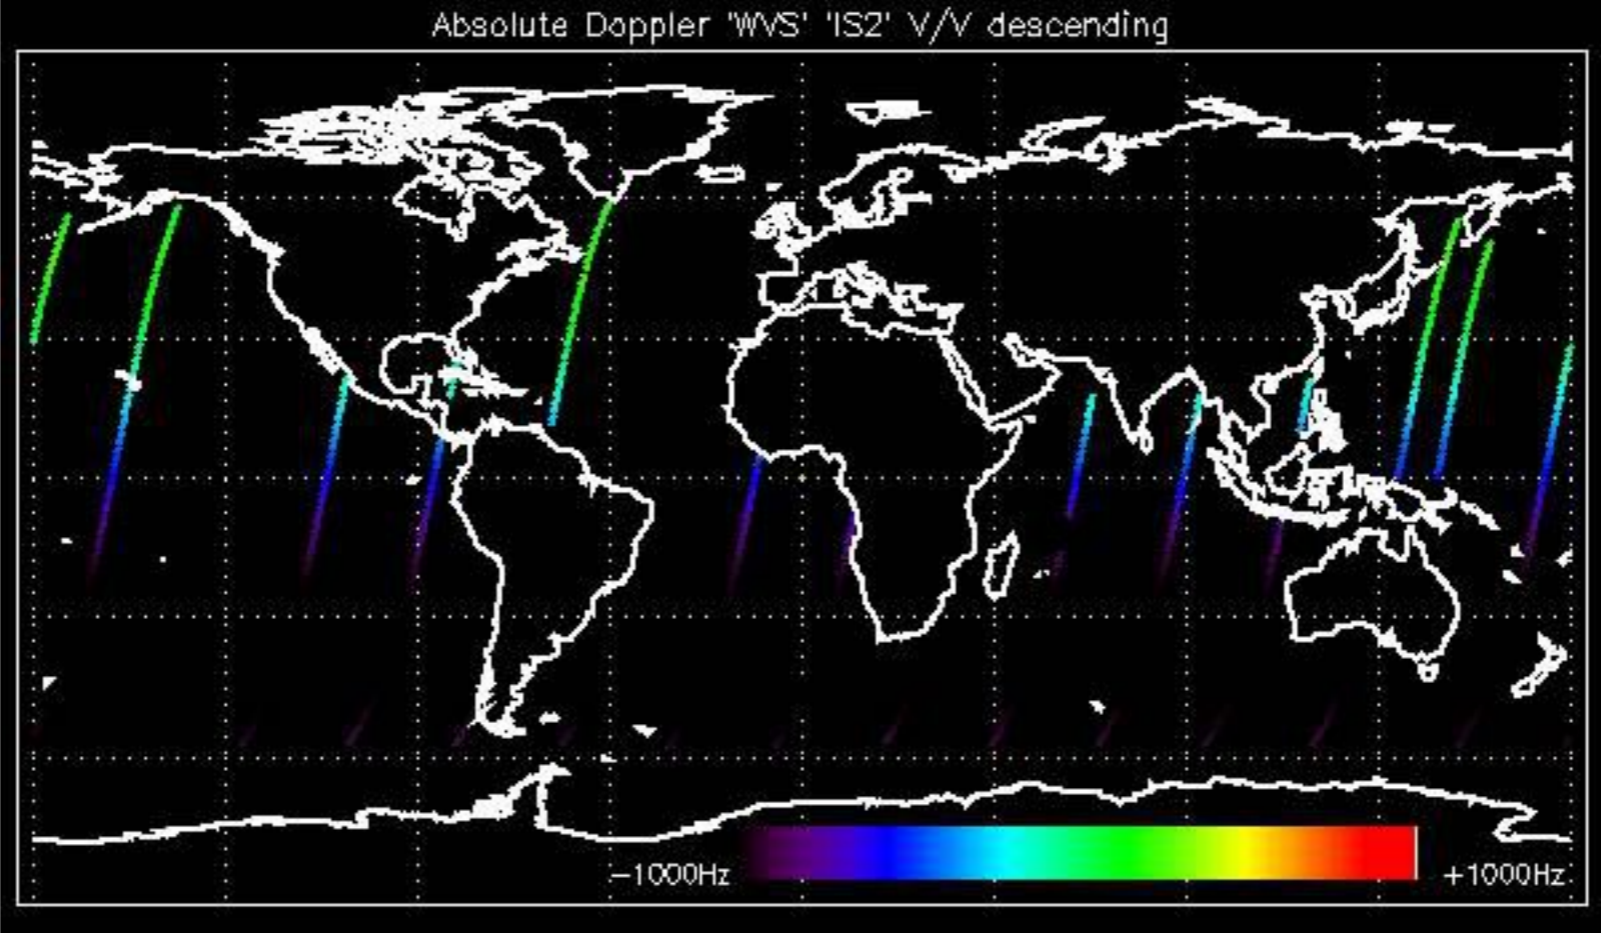 Absolute Doppler 'WVS' 'IS2' V/V descending
−1000Hz +1000Hz